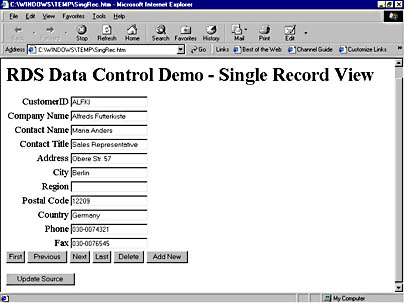 C:\WINDOWS\TEMP\SingRec.htm - Microsoft Internet Explorer
File Edit View Favorites Tools Help
Back Forward Stop Refresh Home Search Favorites History Mail Print Edit
Address C:\WINDOWS\TEMP\SingRec.htm Go Links Best of the Web Channel Guide Customize Links
RDS Data Control Demo - Single Record View
CustomerID ALFKI
Company Name Alfreds Futterkiste
Contact Name Maria Anders
Contact Title Sales Representative
Address Obere Str. 57
City Berlin
Region
Postal Code 12209
Country Germany
Phone 030-0074321
Fax 030-0076545
First Previous Next Last Delete Add New
Update Source
My Computer